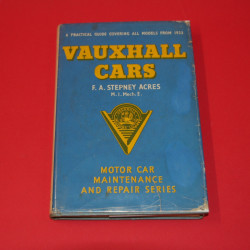 A PRACTICAL GUIDE COVERING ALL MODELS FROM 1933
VAUXHALL
CARS
F. A. STEPNEY ACRES
M. I. Mech. E.
MOTOR CAR
MAINTENANCE
AND REPAIR SERIES